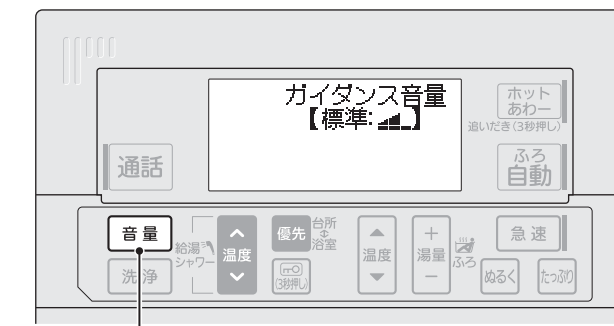 ガイダンス音量
【標準: 】
ホット
あわー
追いだき(3秒押し)
通話
ふろ
自動
音量
給湯
シャワー
温度
優先
台所
浴室
温度
＋
湯量
−
ふろ
急速
洗浄
(3秒押し)
ぬるく
たっぷり